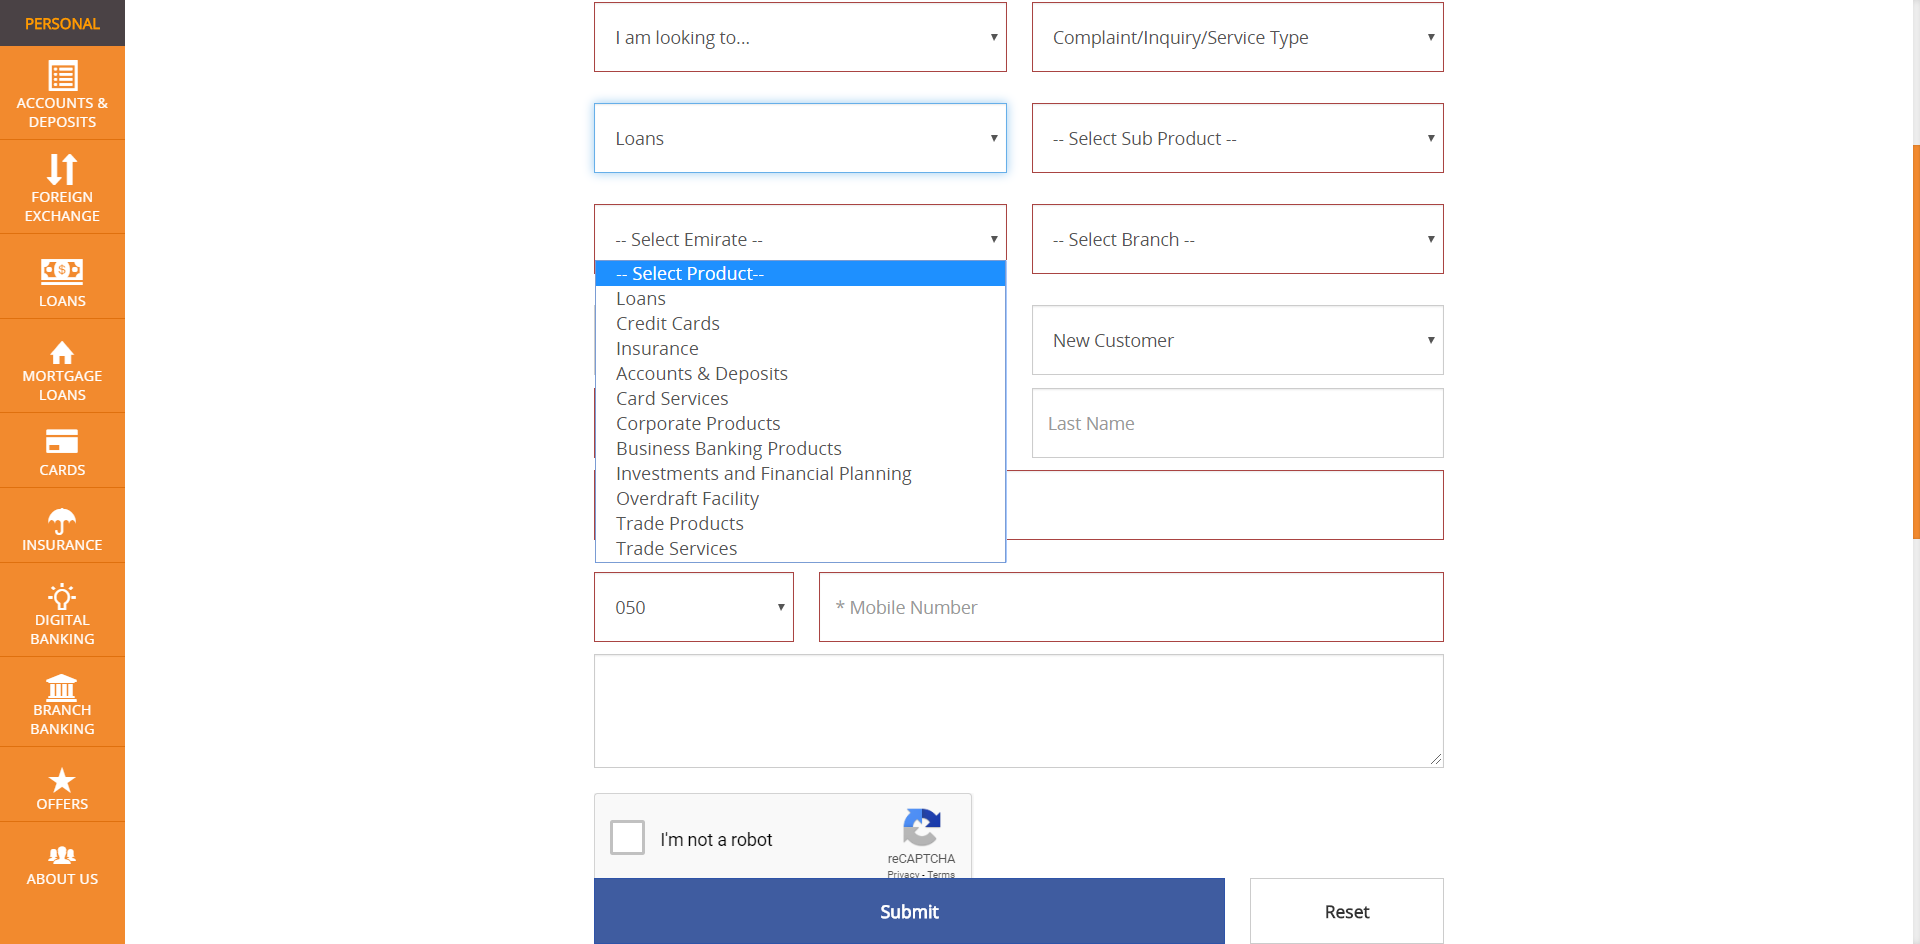 PERSONAL
ACCOUNTS &
DEPOSITS
FOREIGN
EXCHANGE
LOANS
MORTGAGE
LOANS
CARDS
INSURANCE
DIGITAL
BANKING
BRANCH
BANKING
OFFERS
ABOUT US
I am looking to...
Complaint/Inquiry/Service Type
Loans
-- Select Sub Product --
-- Select Emirate --
-- Select Branch --
-- Select Product--
Loans
Credit Cards
Insurance
Accounts & Deposits
Card Services
Corporate Products
Business Banking Products
Investments and Financial Planning
Overdraft Facility
Trade Products
Trade Services
New Customer
Last Name
050
* Mobile Number
I'm not a robot
reCAPTCHA
Privacy - Terms
Submit
Reset